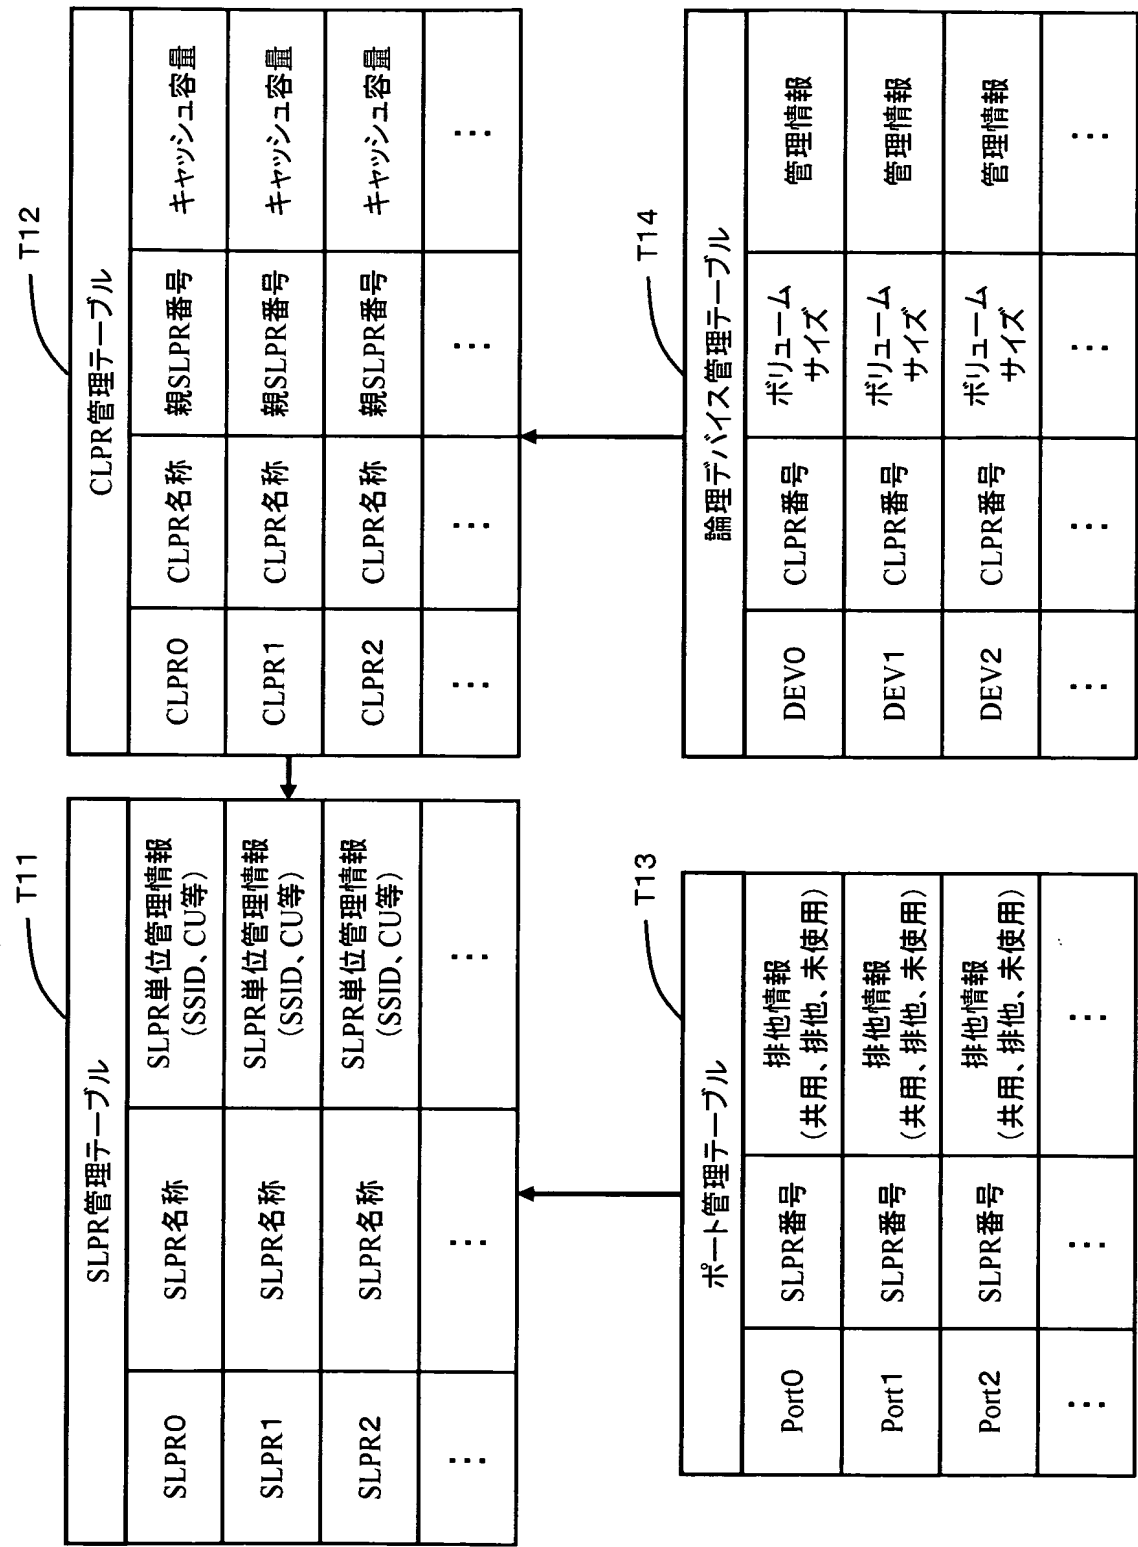 T11
SLPR管理テーブル
SLPR0 SLPR名称 SLPR単位管理情報
(SSID、CU等)
SLPR1 SLPR名称 SLPR単位管理情報
(SSID、CU等)
SLPR2 SLPR名称 SLPR単位管理情報
(SSID、CU等)
⋯ ⋯ ⋯
T12
CLPR管理テーブル
CLPR0 CLPR名称 親SLPR番号 キャッシュ容量
CLPR1 CLPR名称 親SLPR番号 キャッシュ容量
CLPR2 CLPR名称 親SLPR番号 キャッシュ容量
⋯ ⋯ ⋯ ⋯
T13
ポート管理テーブル
Port0 SLPR番号 排他情報
(共用、排他、未使用)
Port1 SLPR番号 排他情報
(共用、排他、未使用)
Port2 SLPR番号 排他情報
(共用、排他、未使用)
⋯ ⋯ ⋯
T14
論理デバイス管理テーブル
DEV0 CLPR番号 ボリューム
サイズ 管理情報
DEV1 CLPR番号 ボリューム
サイズ 管理情報
DEV2 CLPR番号 ボリューム
サイズ 管理情報
⋯ ⋯ ⋯ ⋯